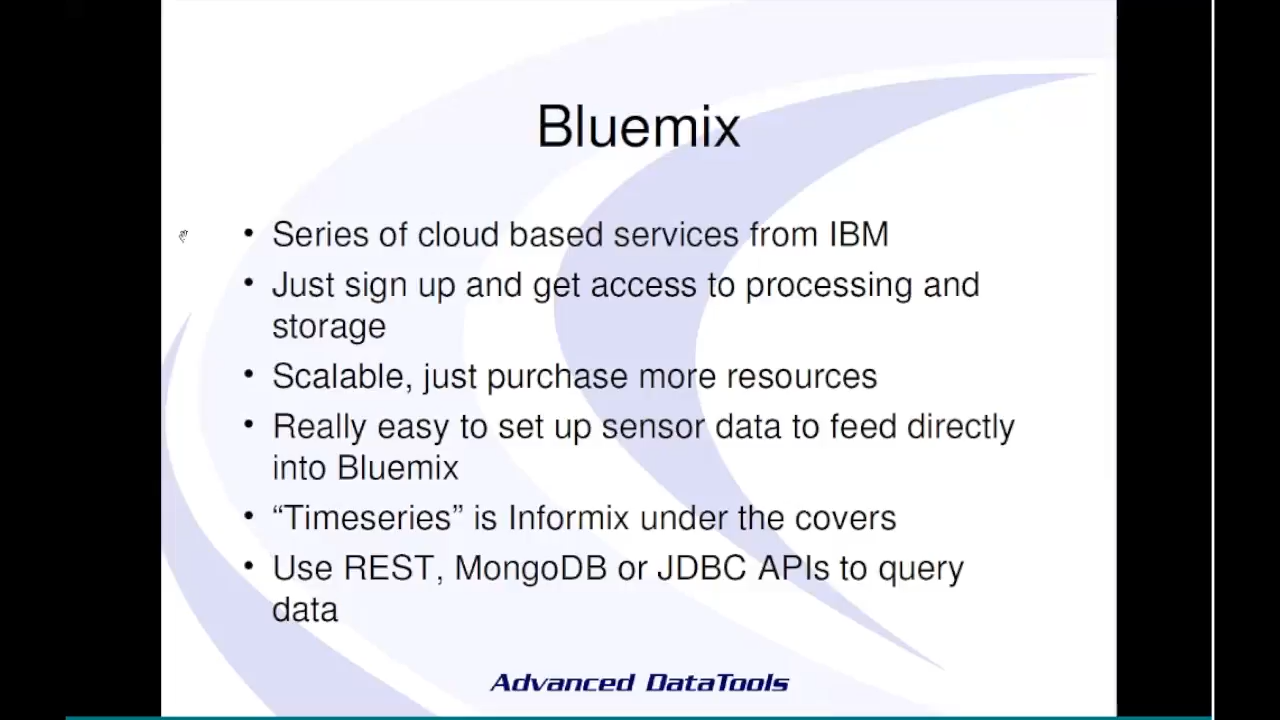 Bluemix
• Series of cloud based services from IBM
• Just sign up and get access to processing and
storage
• Scalable, just purchase more resources
• Really easy to set up sensor data to feed directly
into Bluemix
• “Timeseries” is Informix under the covers
• Use REST, MongoDB or JDBC APIs to query
data
Advanced DataTools